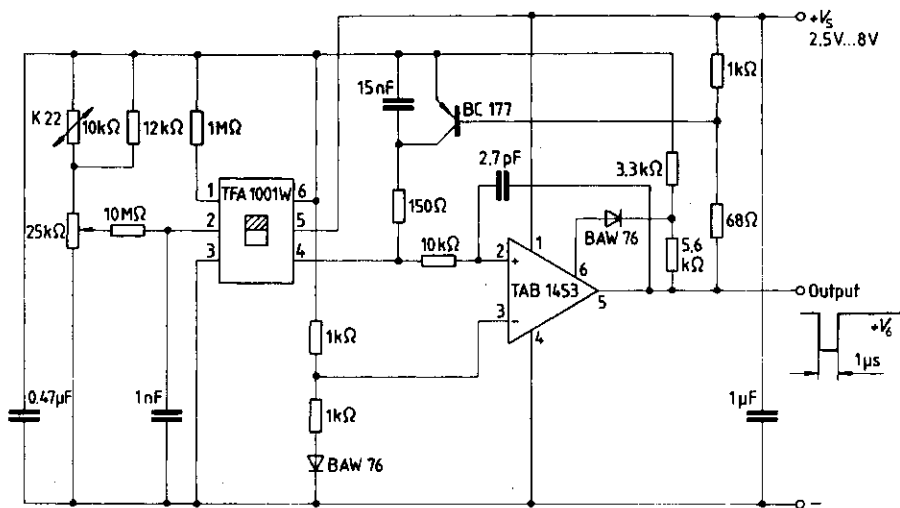 +Vs
2.5V...8V
1kΩ
15nF
BC 177
K 22
10kΩ
12kΩ
1MΩ
2,7pF
3,3kΩ
1
TFA 1001W
6
150Ω
68Ω
25kΩ
10MΩ
2
5
BAW 76
3
4
10kΩ
2
+
1
6
5,6
kΩ
TAB 1453
5
Output
3
–
4
+V6
1kΩ
1µs
0.47µF
1nF
1kΩ
1µF
BAW 76
–